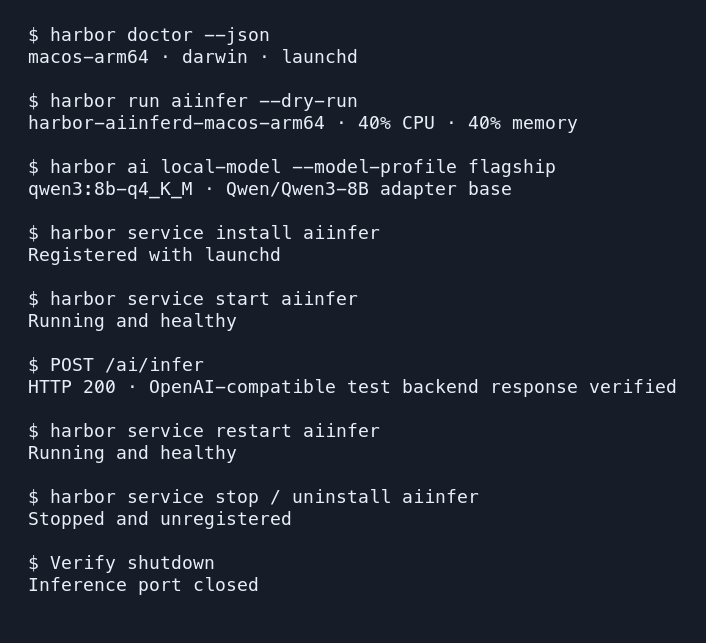 $ harbor doctor --json
macos-arm64 · darwin · launchd
$ harbor run aiinfer --dry-run
harbor-aiinferd-macos-arm64 · 40% CPU · 40% memory
$ harbor ai local-model --model-profile flagship
qwen3:8b-q4_K_M · Qwen/Qwen3-8B adapter base
$ harbor service install aiinfer
Registered with launchd
$ harbor service start aiinfer
Running and healthy
$ POST /ai/infer
HTTP 200 · OpenAI-compatible test backend response verified
$ harbor service restart aiinfer
Running and healthy
$ harbor service stop / uninstall aiinfer
Stopped and unregistered
$ Verify shutdown
Inference port closed